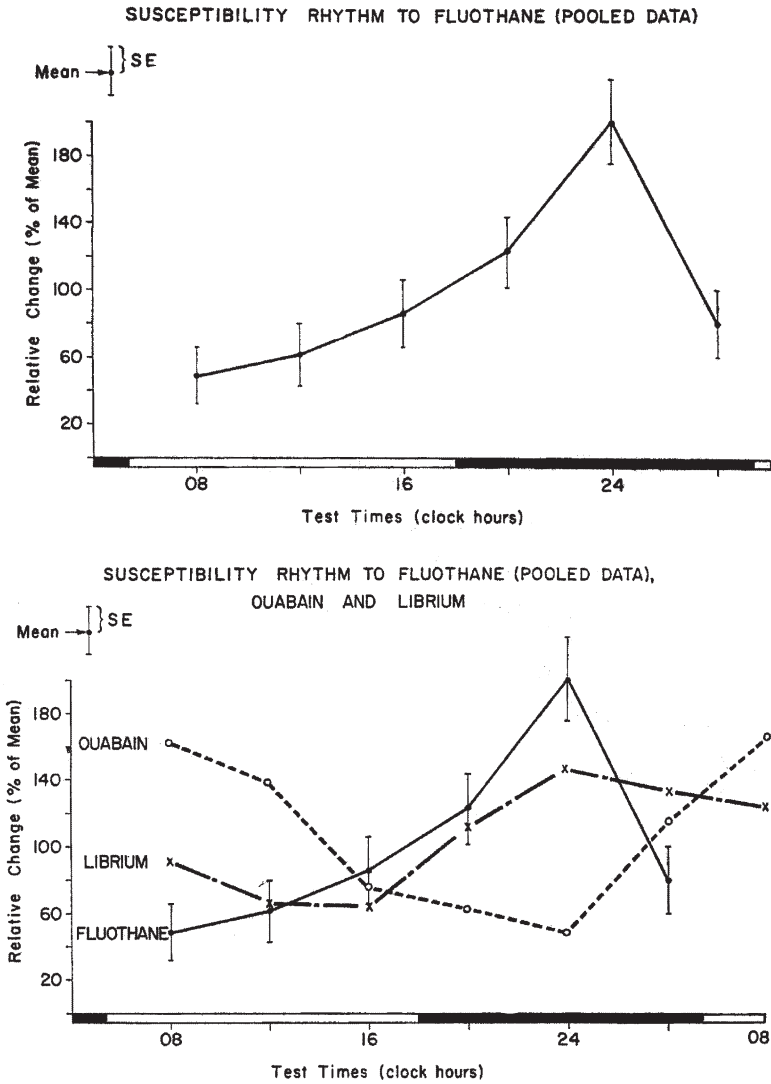 SUSCEPTIBILITY RHYTHM TO FLUOTHANE (POOLED DATA)
Mean
SE
Relative Change (% of Mean)
180
140
100
60
20
08
16
24
Test Times (clock hours)
SUSCEPTIBILITY RHYTHM TO FLUOTHANE (POOLED DATA),
OUABAIN AND LIBRIUM
Mean
SE
Relative Change (% of Mean)
180
140
100
60
20
OUABAIN
LIBRIUM
FLUOTHANE
08
16
24
08
Test Times (clock hours)